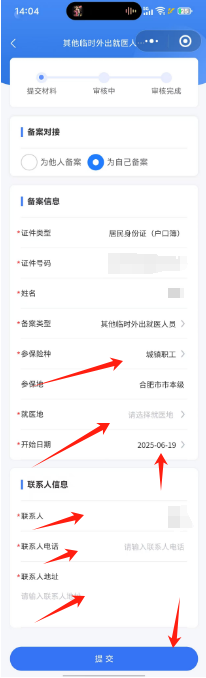 14:04
25
其他临时外出就医人...
提交材料 审核中 审核完成
备案对接
为他人备案 为自己备案
备案信息
*证件类型 居民身份证（户口簿）
*证件号码
*姓名
*备案类型 其他临时外出就医人员
*参保险种 城镇职工
参保地 合肥市市本级
*就医地 请选择就医地
*开始日期 2025-06-19
联系人信息
*联系人
*联系人电话 请输入联系人电话
*联系人地址
请输入联系人地址
提交